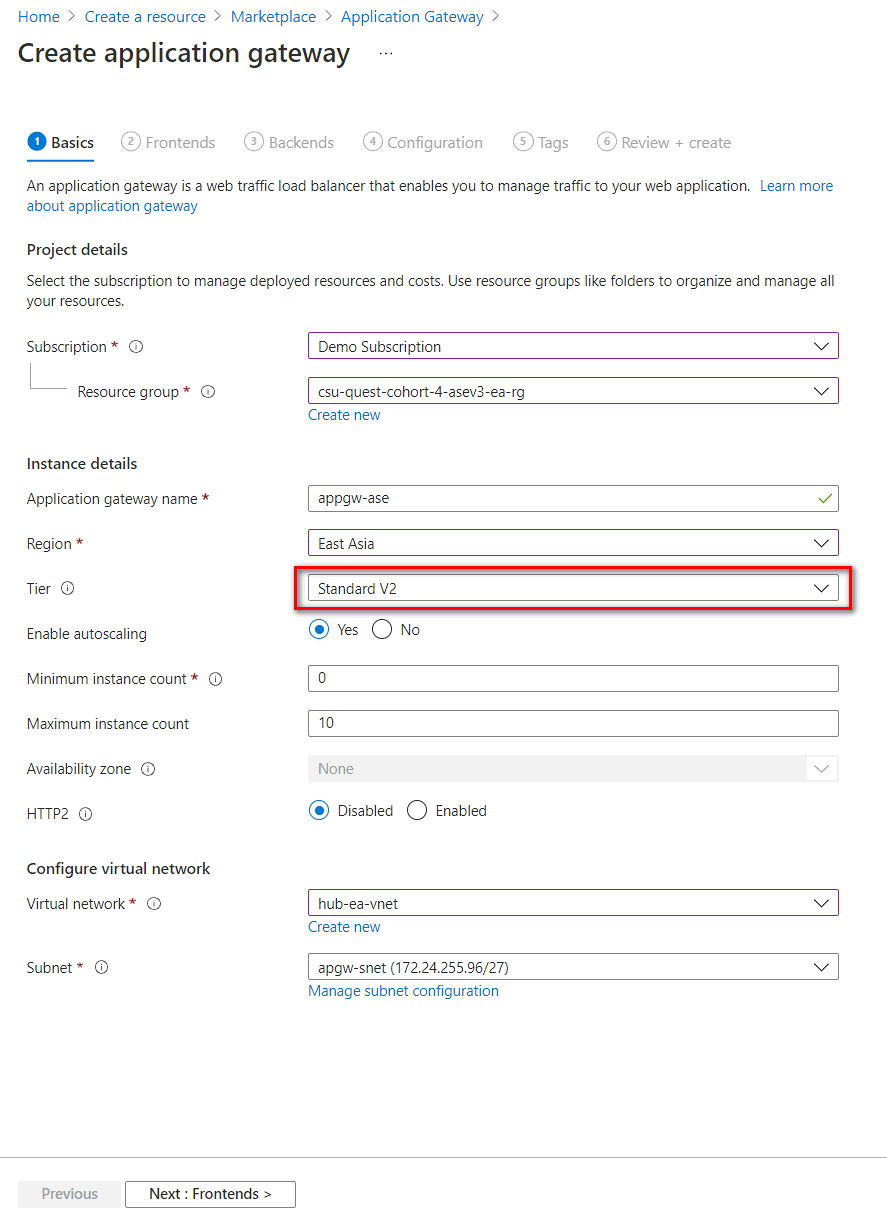 Home > Create a resource > Marketplace > Application Gateway >
Create application gateway ...
1 Basics 2 Frontends 3 Backends 4 Configuration 5 Tags 6 Review + create
An application gateway is a web traffic load balancer that enables you to manage traffic to your web application. Learn more
about application gateway
Project details
Select the subscription to manage deployed resources and costs. Use resource groups like folders to organize and manage all
your resources.
Subscription * Demo Subscription
Resource group * csu-quest-cohort-4-asev3-ea-rg
Create new
Instance details
Application gateway name * appgw-ase
Region * East Asia
Tier Standard V2
Enable autoscaling Yes No
Minimum instance count * 0
Maximum instance count 10
Availability zone None
HTTP2 Disabled Enabled
Configure virtual network
Virtual network * hub-ea-vnet
Create new
Subnet * apgw-snet (172.24.255.96/27)
Manage subnet configuration
Previous Next : Frontends >